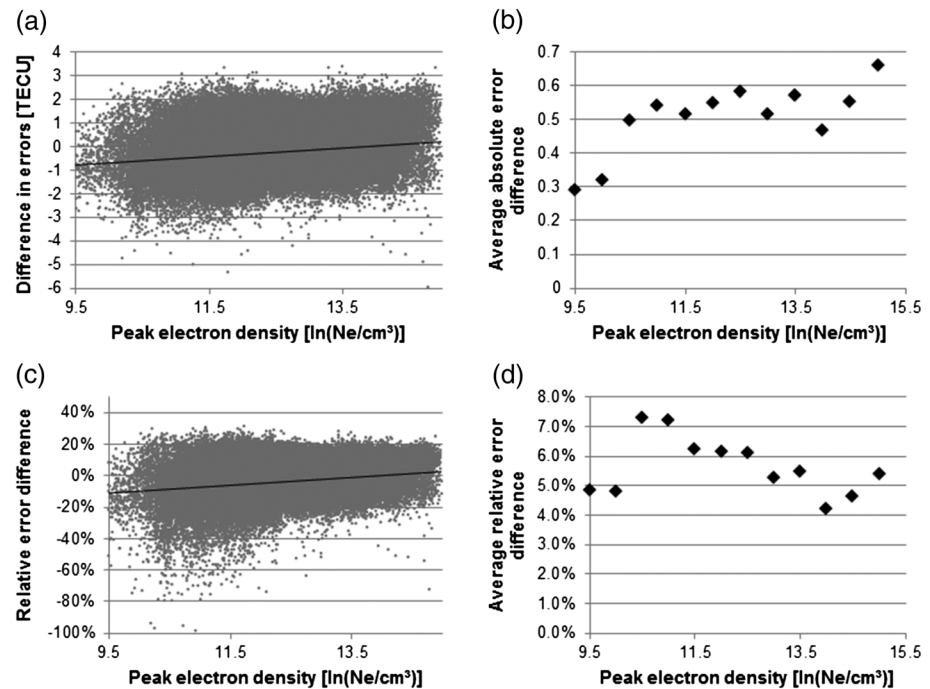 (a)
Difference in errors [TECU]
4
3
2
1
0
-1
-2
-3
-4
-5
-6
9.5 11.5 13.5
Peak electron density [ln(Ne/cm³)]
(b)
Average absolute error
difference
0.7
0.6
0.5
0.4
0.3
0.2
0.1
0
9.5 11.5 13.5 15.5
Peak electron density [ln(Ne/cm³)]
(c)
Relative error difference
40%
20%
0%
-20%
-40%
-60%
-80%
-100%
9.5 11.5 13.5
Peak electron density [ln(Ne/cm³)]
(d)
Average relative error
difference
8.0%
7.0%
6.0%
5.0%
4.0%
3.0%
2.0%
1.0%
0.0%
9.5 11.5 13.5 15.5
Peak electron density [ln(Ne/cm³)]